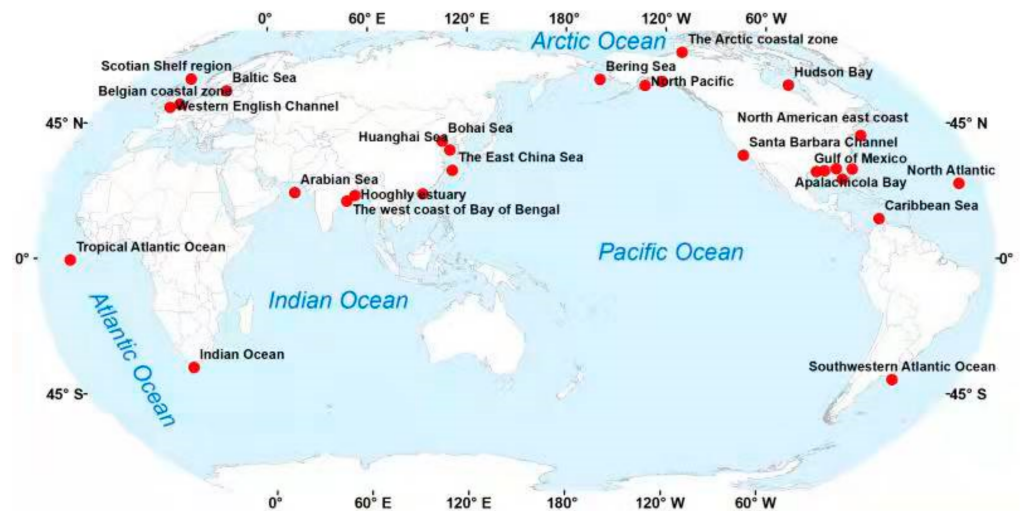 0° 60° E 120° E 180° 120° W 60° W
Arctic Ocean
The Arctic coastal zone
Scotian Shelf region
Baltic Sea
Bering Sea
North Pacific
Hudson Bay
Belgian coastal zone
Western English Channel
45° N
North American east coast
45° N
Huanghai Sea
Bohai Sea
Santa Barbara Channel
The East China Sea
Gulf of Mexico
North Atlantic
Arabian Sea
Apalachicola Bay
Hooghly estuary
The west coast of Bay of Bengal
Caribbean Sea
Tropical Atlantic Ocean
Pacific Ocean
0°
0°
Indian Ocean
Atlantic Ocean
Indian Ocean
Southwestern Atlantic Ocean
45° S
45° S
0° 60° E 120° E 180° 120° W 60° W